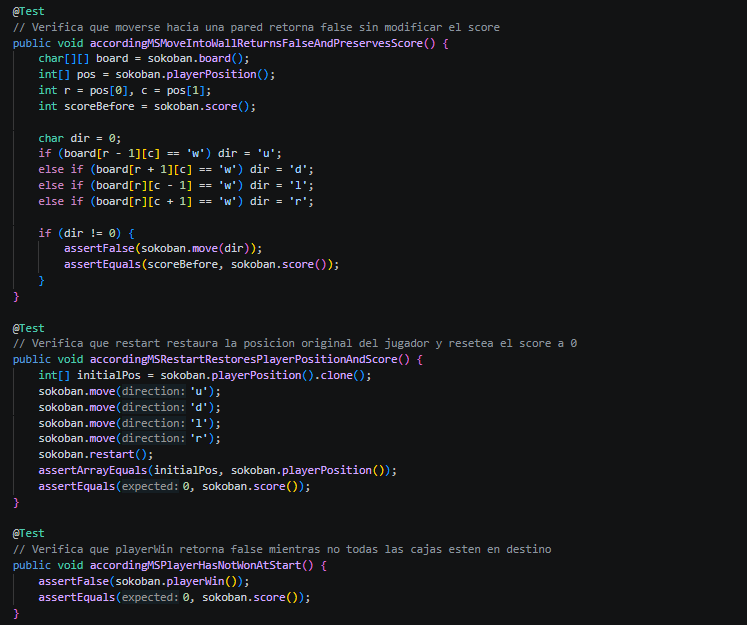 @Test
// Verifica que moverse hacia una pared retorna false sin modificar el score
public void accordingMSMoveIntoWallReturnsFalseAndPreservesScore() {
    char[][] board = sokoban.board();
    int[] pos = sokoban.playerPosition();
    int r = pos[0], c = pos[1];
    int scoreBefore = sokoban.score();

    char dir = 0;
    if (board[r - 1][c] == 'w') dir = 'u';
    else if (board[r + 1][c] == 'w') dir = 'd';
    else if (board[r][c - 1] == 'w') dir = 'l';
    else if (board[r][c + 1] == 'w') dir = 'r';

    if (dir != 0) {
        assertFalse(sokoban.move(dir));
        assertEquals(scoreBefore, sokoban.score());
    }
}

@Test
// Verifica que restart restaura la posicion original del jugador y resetea el score a 0
public void accordingMSRestartRestoresPlayerPositionAndScore() {
    int[] initialPos = sokoban.playerPosition().clone();
    sokoban.move(direction: 'u');
    sokoban.move(direction: 'd');
    sokoban.move(direction: 'l');
    sokoban.move(direction: 'r');
    sokoban.restart();
    assertArrayEquals(initialPos, sokoban.playerPosition());
    assertEquals(expected: 0, sokoban.score());
}

@Test
// Verifica que playerWin retorna false mientras no todas las cajas esten en destino
public void accordingMSPlayerHasNotWonAtStart() {
    assertFalse(sokoban.playerWin());
    assertEquals(expected: 0, sokoban.score());
}